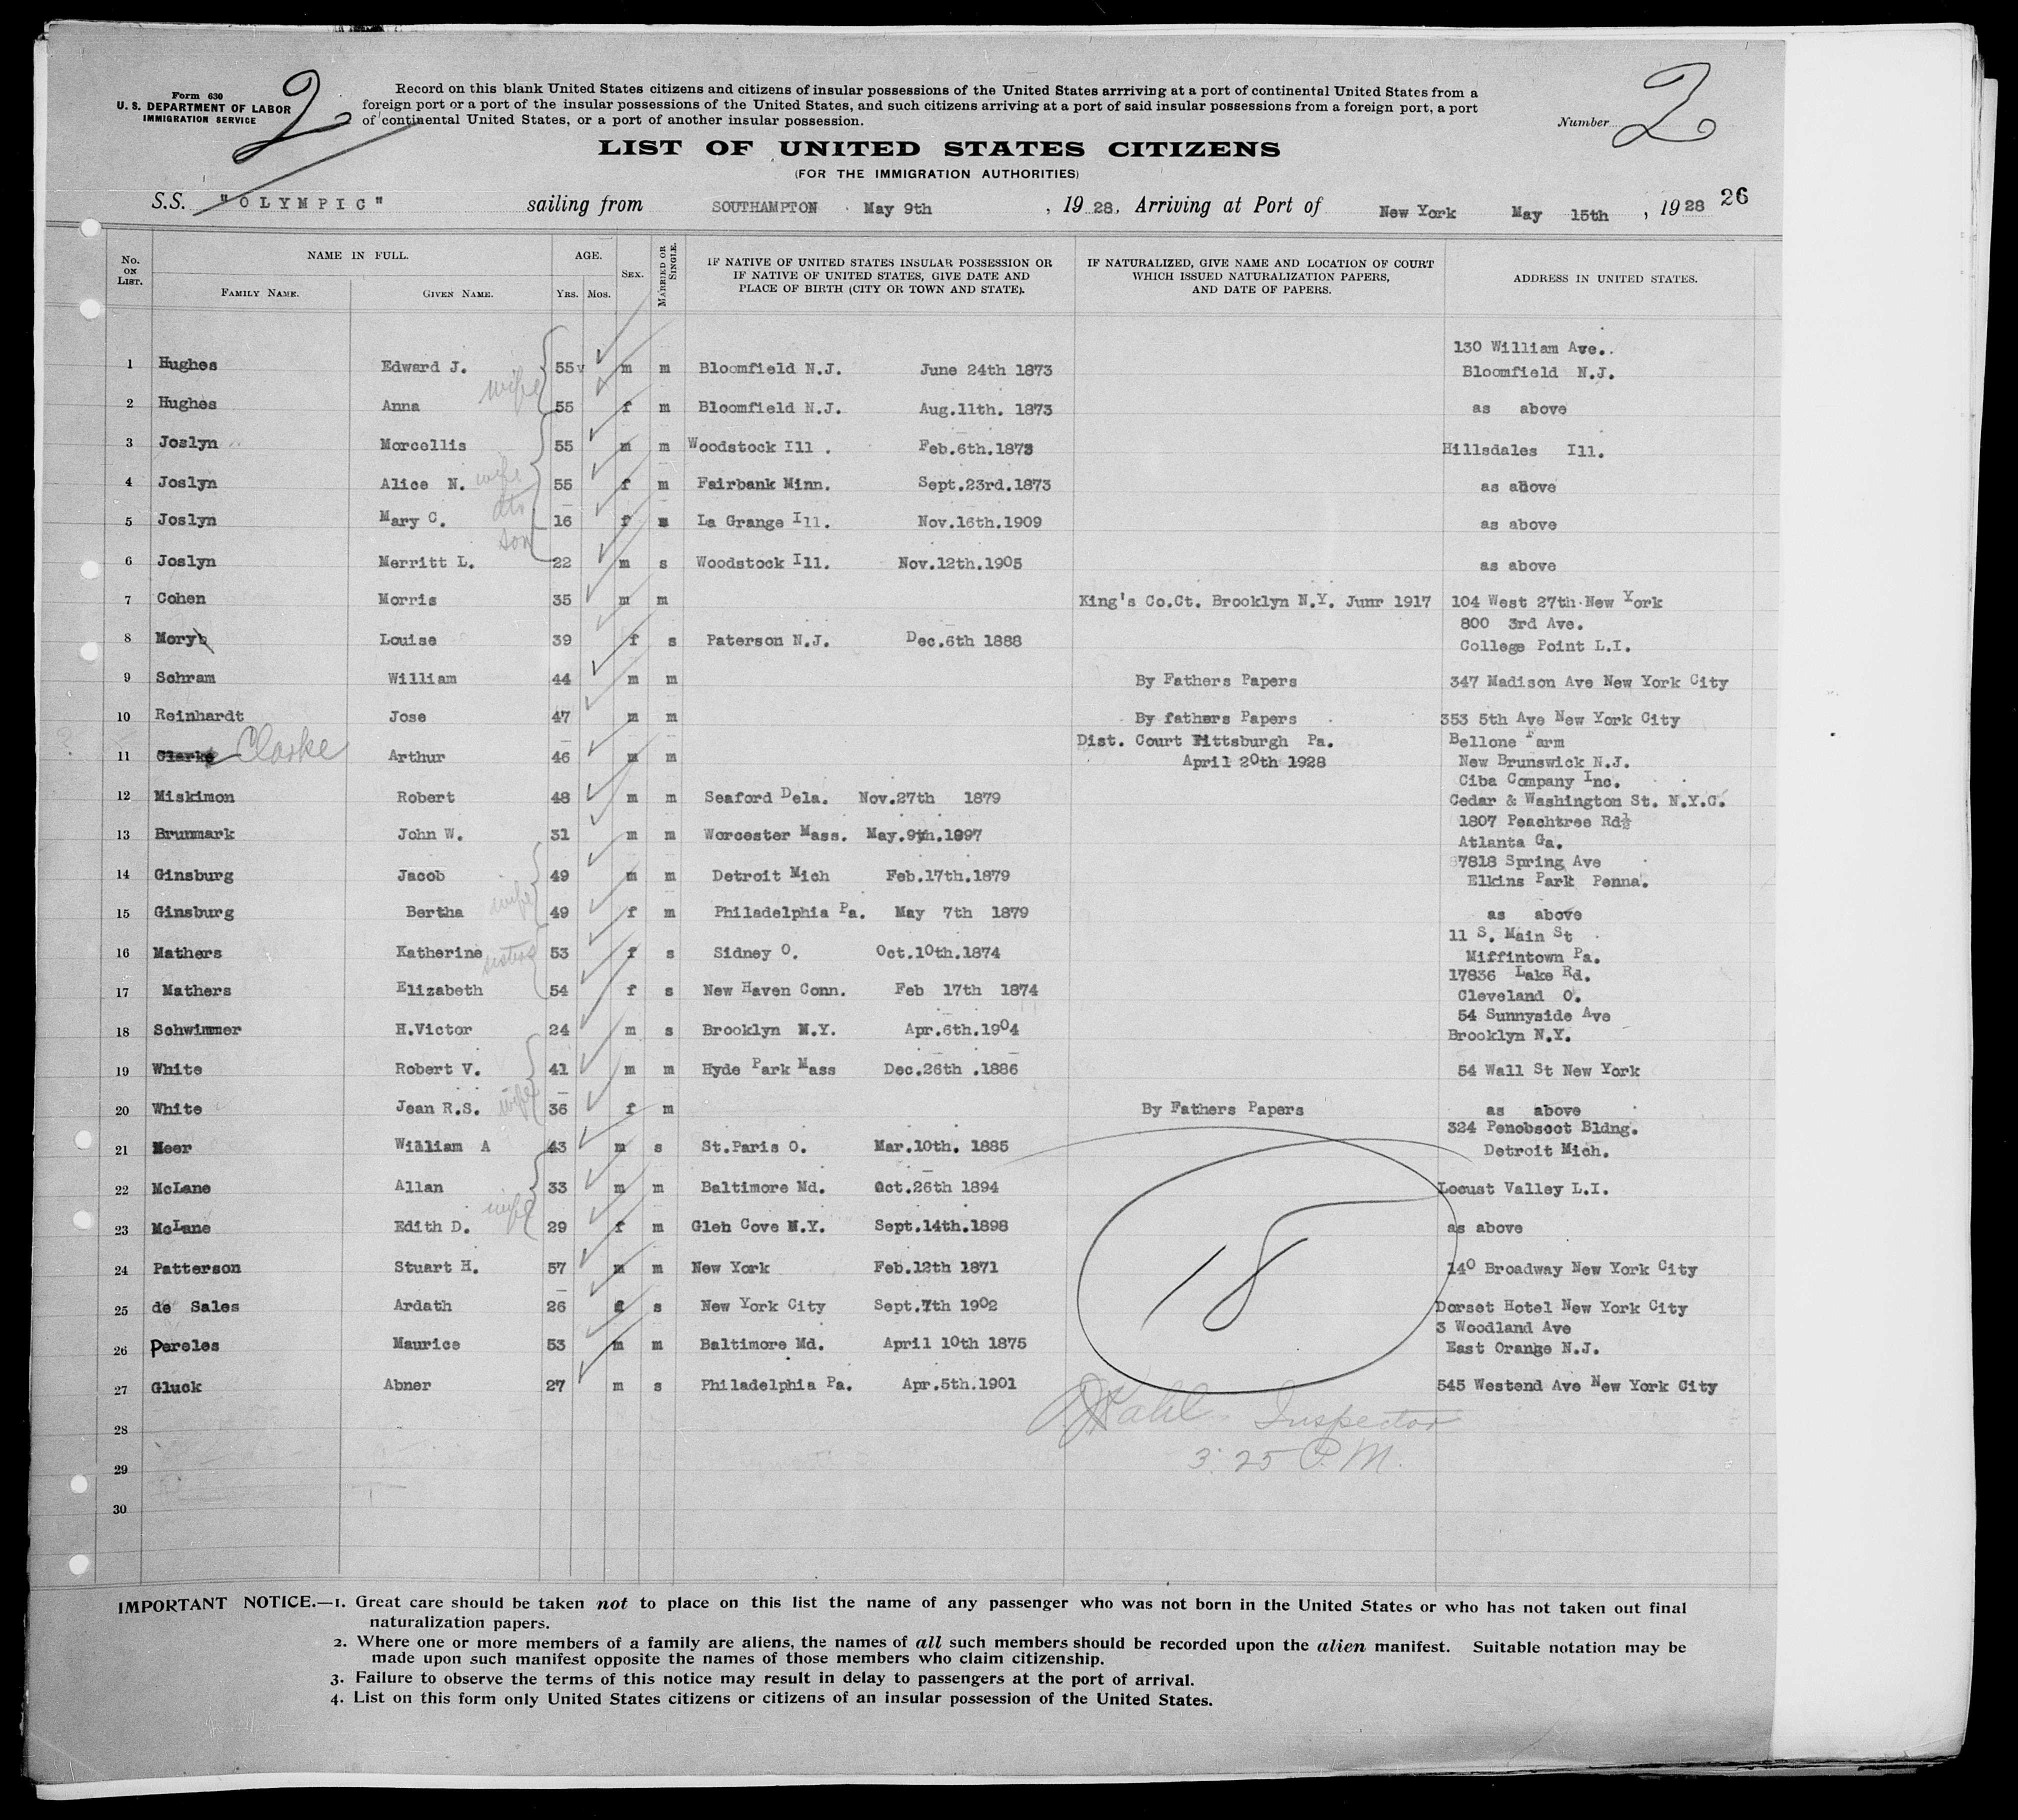 Form 630
U. S. DEPARTMENT OF LABOR
IMMIGRATION SERVICE
2
Record on this blank United States citizens and citizens of insular possessions of the United States arrriving at a port of continental United States from a
foreign port or a port of the insular possessions of the United States, and such citizens arriving at a port of said insular possessions from a foreign port, a port
of continental United States, or a port of another insular possession.
Number 2
LIST OF UNITED STATES CITIZENS
(FOR THE IMMIGRATION AUTHORITIES)
S.S. "OLYMPIC" sailing from SOUTHAMPTON May 9th, 1928, Arriving at Port of New York May 15th, 1928 26
No. ON LIST. NAME IN FULL. AGE. SEX. MARRIED OR SINGLE. IF NATIVE OF UNITED STATES INSULAR POSSESSION OR IF NATIVE OF UNITED STATES, GIVE DATE AND PLACE OF BIRTH (CITY OR TOWN AND STATE). IF NATURALIZED, GIVE NAME AND LOCATION OF COURT WHICH ISSUED NATURALIZATION PAPERS, AND DATE OF PAPERS. ADDRESS IN UNITED STATES.
FAMILY NAME. GIVEN NAME. YRS. MOS.
130 William Ave.
1 Hughes Edward J. 55 m m Bloomfield N.J. June 24th 1873 Bloomfield N.J.
wife
2 Hughes Anna 55 f m Bloomfield N.J. Aug.11th. 1873 as above
3 Joslyn Morcellis 55 m m Woodstock Ill . Feb.6th.1873 Hillsdales Ill.
4 Joslyn Alice N. wife 55 f m Fairbank Minn. Sept.23rd.1873 as above
5 Joslyn Mary C. dtr 16 f s La Grange Ill. Nov.16th.1909 as above
son
6 Joslyn Merritt L. 22 m s Woodstock Ill. Nov.12th.1905 as above
7 Cohen Morris 35 m m King's Co.Ct. Brooklyn N.Y. Junr 1917 104 West 27th New York
800 3rd Ave.
8 Mory Louise 39 f s Paterson N.J. Dec.6th 1888 College Point L.I.
9 Schram William 44 m m By Fathers Papers 347 Madison Ave New York City
10 Reinhardt Jose 47 m m By fathers Papers 353 5th Ave New York City
Dist. Court Pittsburgh Pa. Bellone Farm
11 Clarke Clarke Arthur 46 m m April 20th 1928 New Brunswick N.J.
Ciba Company Inc.
12 Miskimon Robert 48 m m Seaford Dela. Nov.27th 1879 Cedar & Washington St. N.Y.C.
1807 Peachtree Rd
13 Brunmark John W. 31 m m Worcester Mass. May.9th.1897 Atlanta Ga.
7818 Spring Ave
14 Ginsburg Jacob 49 m m Detroit Mich Feb.17th.1879 Elkins Park Penna.
wife
15 Ginsburg Bertha 49 f m Philadelphia Pa. May 7th 1879 as above
11 S. Main St
16 Mathers Katherine sisters 53 f s Sidney O. Oct.10th.1874 Miffintown Pa.
17836 Lake Rd.
17 Mathers Elizabeth 54 f s New Haven Conn. Feb 17th 1874 Cleveland O.
54 Sunnyside Ave
18 Schwimmer H.Victor 24 m s Brooklyn N.Y. Apr.6th.1904 Brooklyn N.Y.
19 White Robert V. 41 m m Hyde Park Mass Dec.26th .1886 54 Wall St New York
20 White Jean R.S. wife 36 f m By Fathers Papers as above
324 Penobscot Bldng.
21 Meer William A 43 m s St.Paris O. Mar.10th. 1885 Detroit Mich.
22 McLane Allan 33 m m Baltimore Md. Oct.26th 1894 Locust Valley L.I.
wife
23 McLane Edith D. 29 f m Glen Cove N.Y. Sept.14th.1898 as above
18
24 Patterson Stuart H. 57 m m New York Feb.12th 1871 140 Broadway New York City
25 de Sales Ardath 26 f s New York City Sept.7th 1902 Dorset Hotel New York City
3 Woodland Ave
26 Pereles Maurice 53 m m Baltimore Md. April 10th 1875 East Orange N.J.
27 Gluck Abner 27 m s Philadelphia Pa. Apr.5th.1901 545 Westend Ave New York City
Kahl. Inspector
28
3:25 P.M.
29
30
IMPORTANT NOTICE.—1. Great care should be taken not to place on this list the name of any passenger who was not born in the United States or who has not taken out final
naturalization papers.
2. Where one or more members of a family are aliens, the names of all such members should be recorded upon the alien manifest. Suitable notation may be
made upon such manifest opposite the names of those members who claim citizenship.
3. Failure to observe the terms of this notice may result in delay to passengers at the port of arrival.
4. List on this form only United States citizens or citizens of an insular possession of the United States.